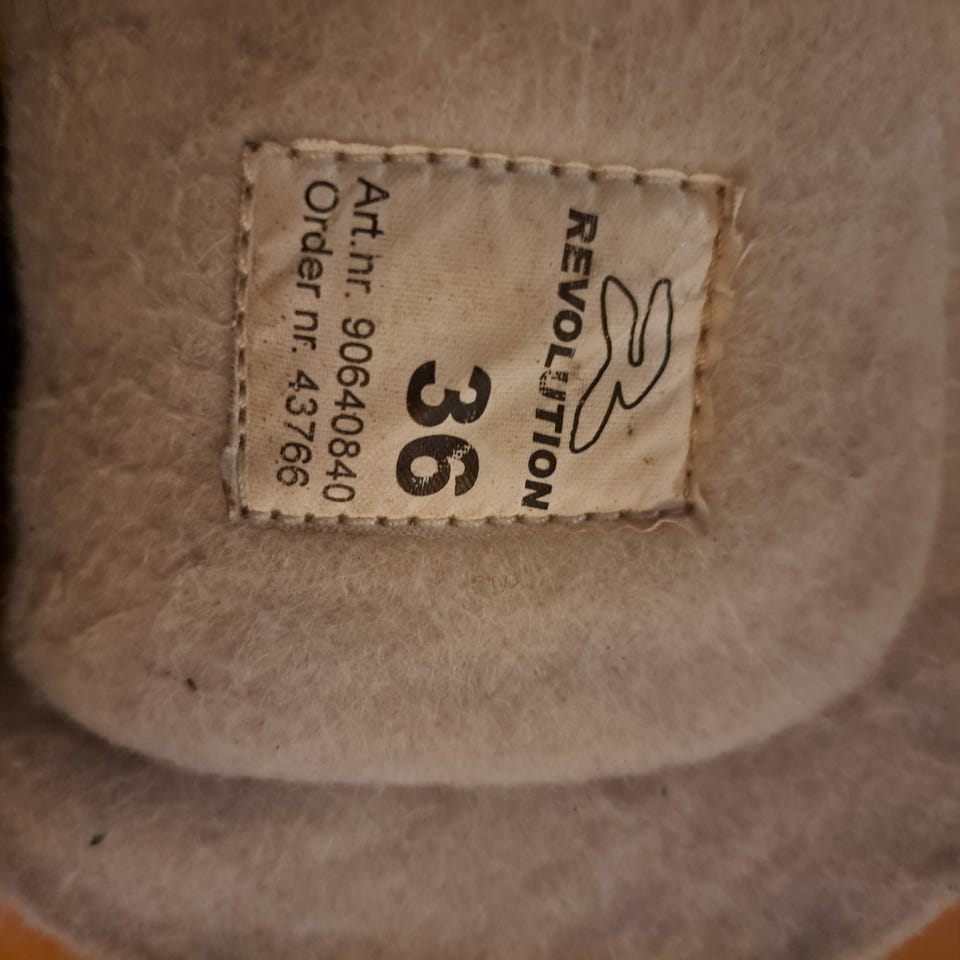 REVOLUTION
36
Art.nr. 90640840
Order nr. 43766